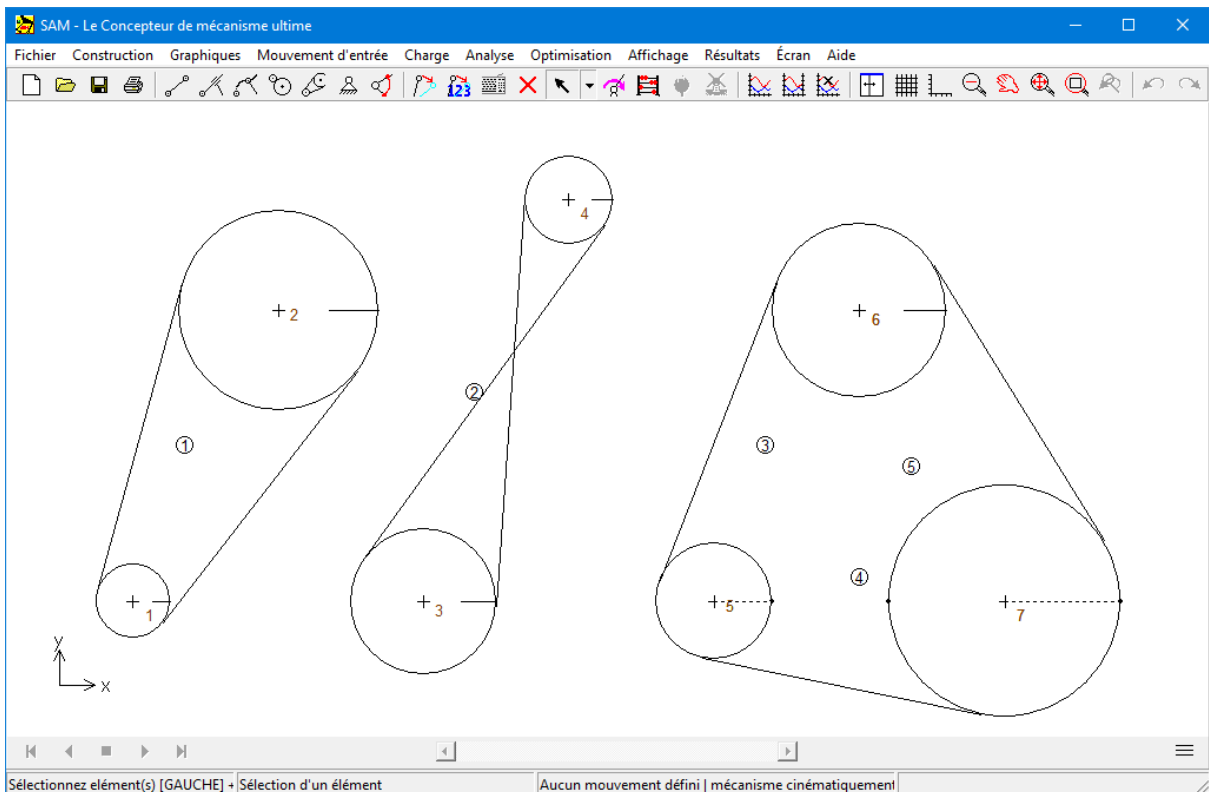 SAM - Le Concepteur de mécanisme ultime
Fichier Construction Graphiques Mouvement d'entrée Charge Analyse Optimisation Affichage Résultats Écran Aide
123
4
2
6
②
①
③
⑤
④
1
3
5
7
y
x
Sélectionnez elément(s) [GAUCHE] + Sélection d'un élément Aucun mouvement défini | mécanisme cinématiquement